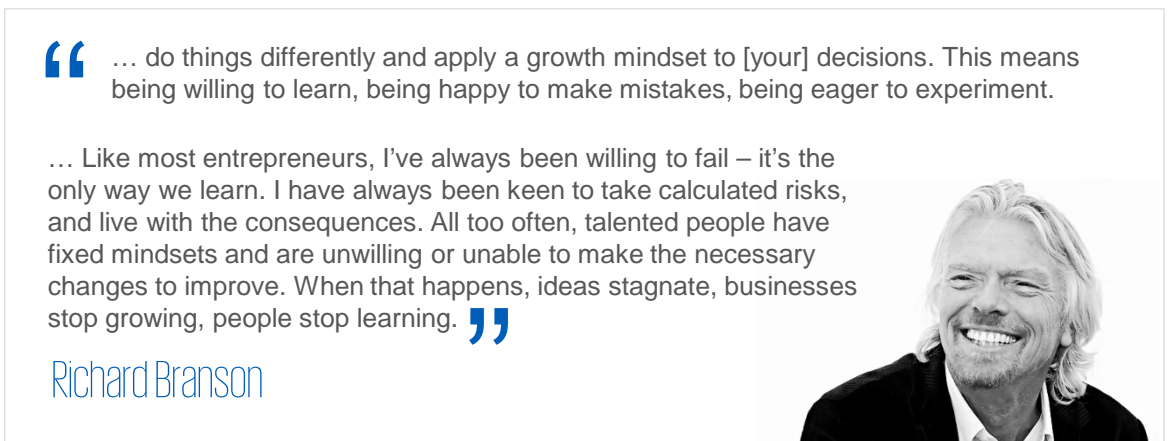 “ … do things differently and apply a growth mindset to [your] decisions. This means
being willing to learn, being happy to make mistakes, being eager to experiment.
… Like most entrepreneurs, I’ve always been willing to fail – it’s the
only way we learn. I have always been keen to take calculated risks,
and live with the consequences. All too often, talented people have
fixed mindsets and are unwilling or unable to make the necessary
changes to improve. When that happens, ideas stagnate, businesses
stop growing, people stop learning. ”
Richard Branson